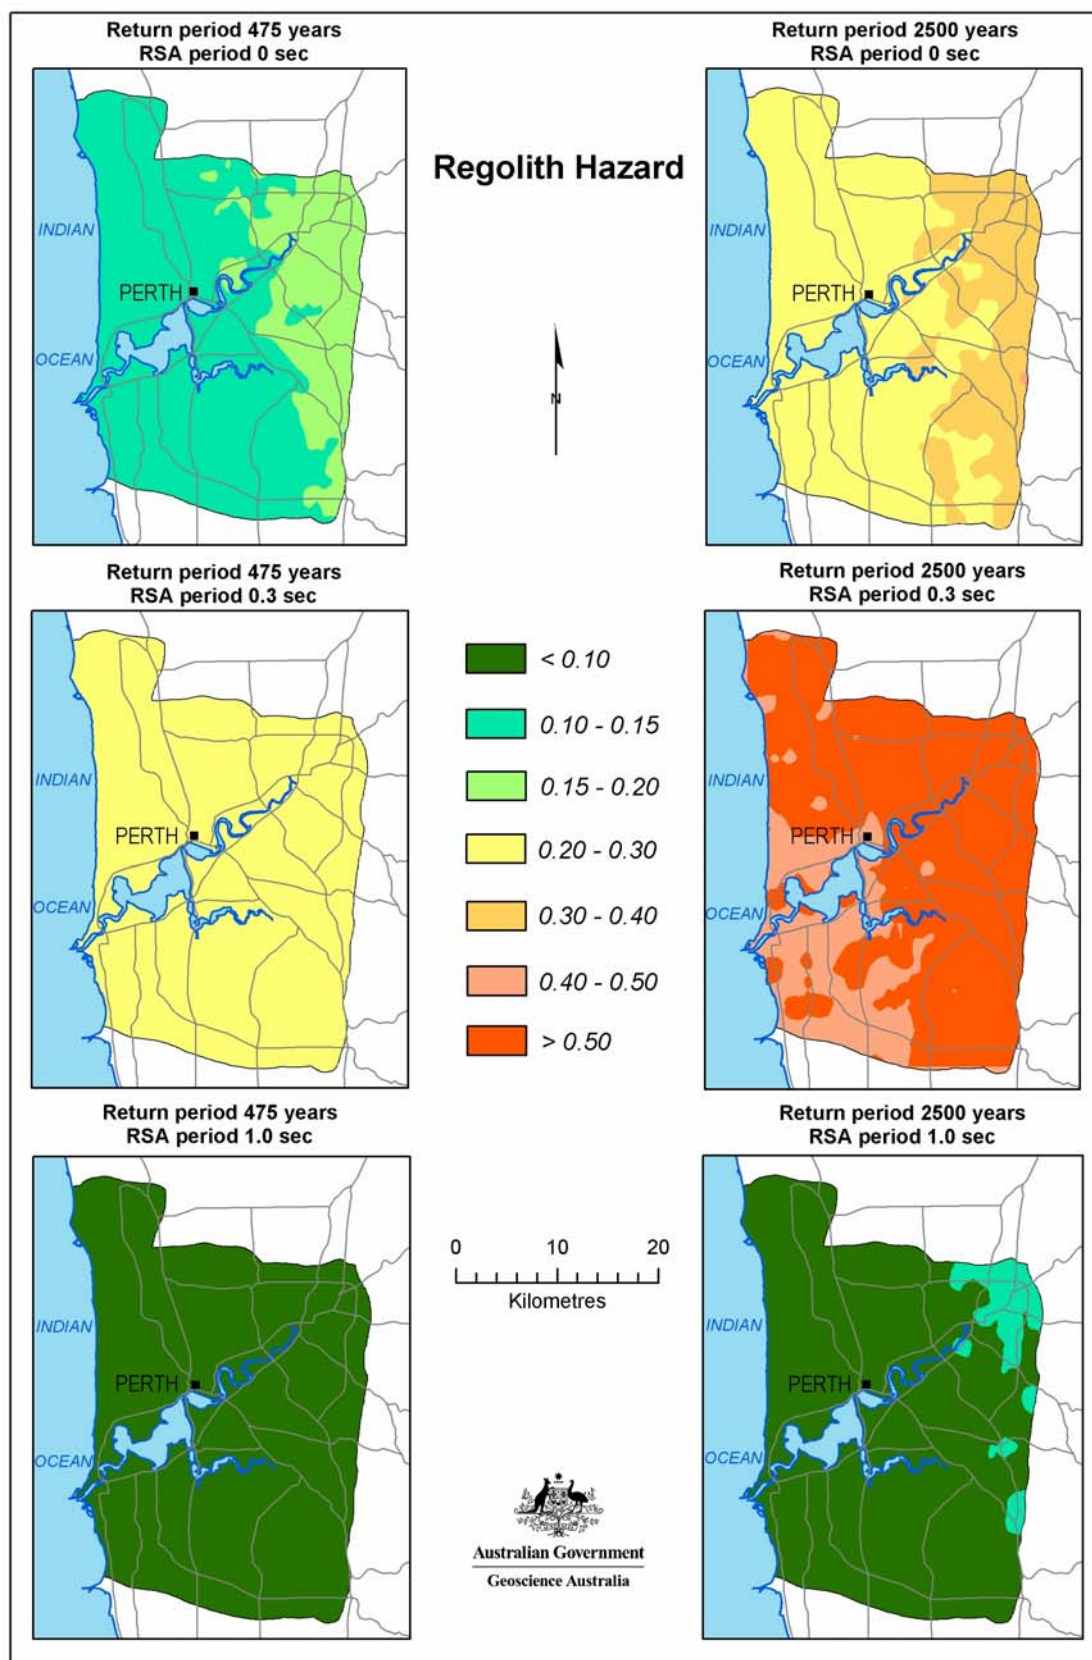 Return period 475 years
RSA period 0 sec
Return period 2500 years
RSA period 0 sec
Regolith Hazard
INDIAN
PERTH
OCEAN
INDIAN
PERTH
OCEAN
N
Return period 475 years
RSA period 0.3 sec
Return period 2500 years
RSA period 0.3 sec
INDIAN
PERTH
OCEAN
< 0.10
0.10 - 0.15
0.15 - 0.20
0.20 - 0.30
0.30 - 0.40
0.40 - 0.50
> 0.50
INDIAN
PERTH
OCEAN
Return period 475 years
RSA period 1.0 sec
Return period 2500 years
RSA period 1.0 sec
INDIAN
PERTH
OCEAN
0 10 20
Kilometres
INDIAN
PERTH
OCEAN
Australian Government
Geoscience Australia